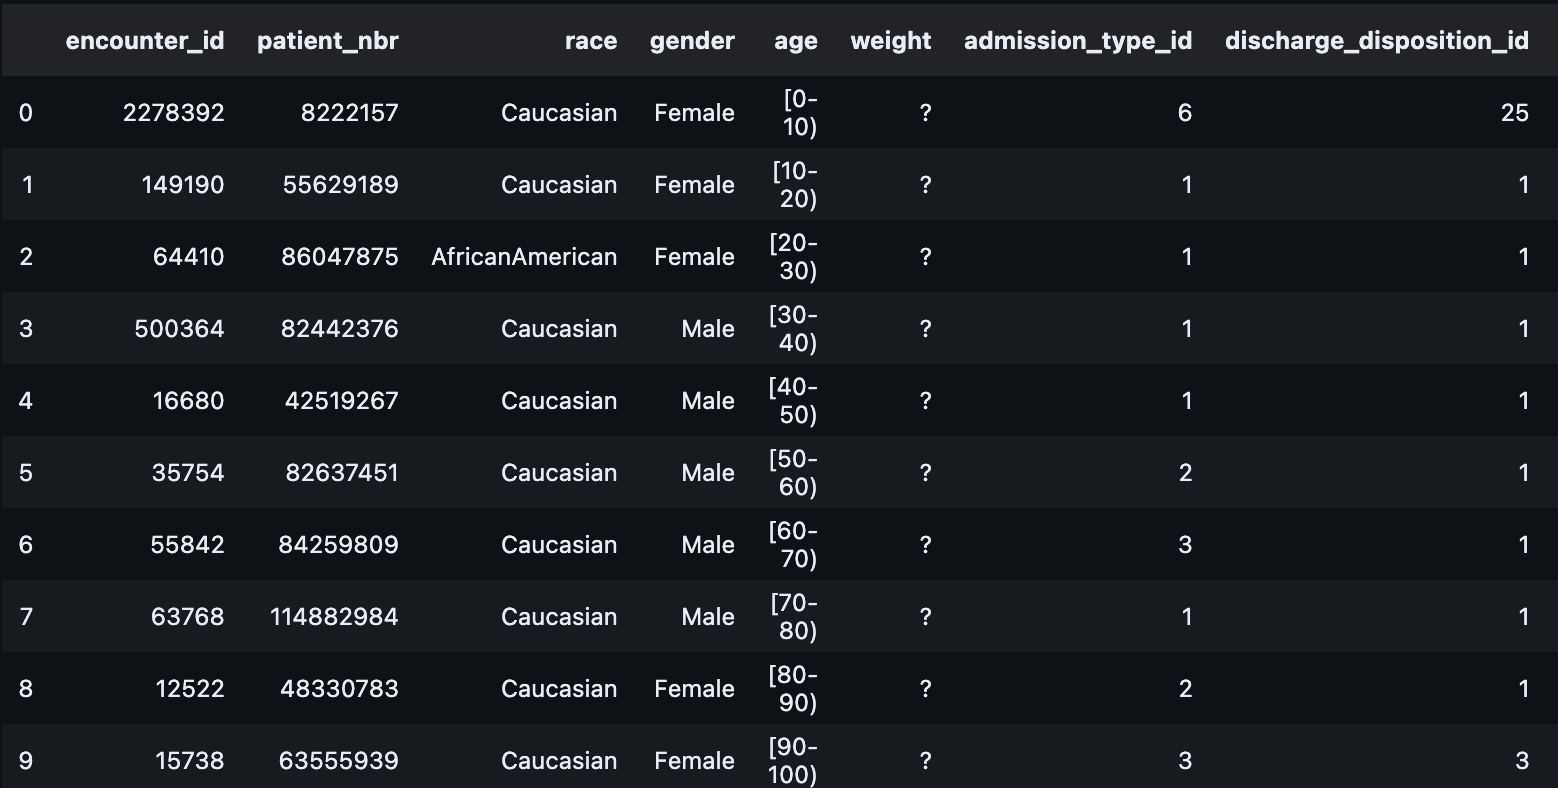 encounter_id patient_nbr race gender age weight admission_type_id discharge_disposition_id
0 2278392 8222157 Caucasian Female [0-10) ? 6 25
1 149190 55629189 Caucasian Female [10-20) ? 1 1
2 64410 86047875 AfricanAmerican Female [20-30) ? 1 1
3 500364 82442376 Caucasian Male [30-40) ? 1 1
4 16680 42519267 Caucasian Male [40-50) ? 1 1
5 35754 82637451 Caucasian Male [50-60) ? 2 1
6 55842 84259809 Caucasian Male [60-70) ? 3 1
7 63768 114882984 Caucasian Male [70-80) ? 1 1
8 12522 48330783 Caucasian Female [80-90) ? 2 1
9 15738 63555939 Caucasian Female [90-100) ? 3 3